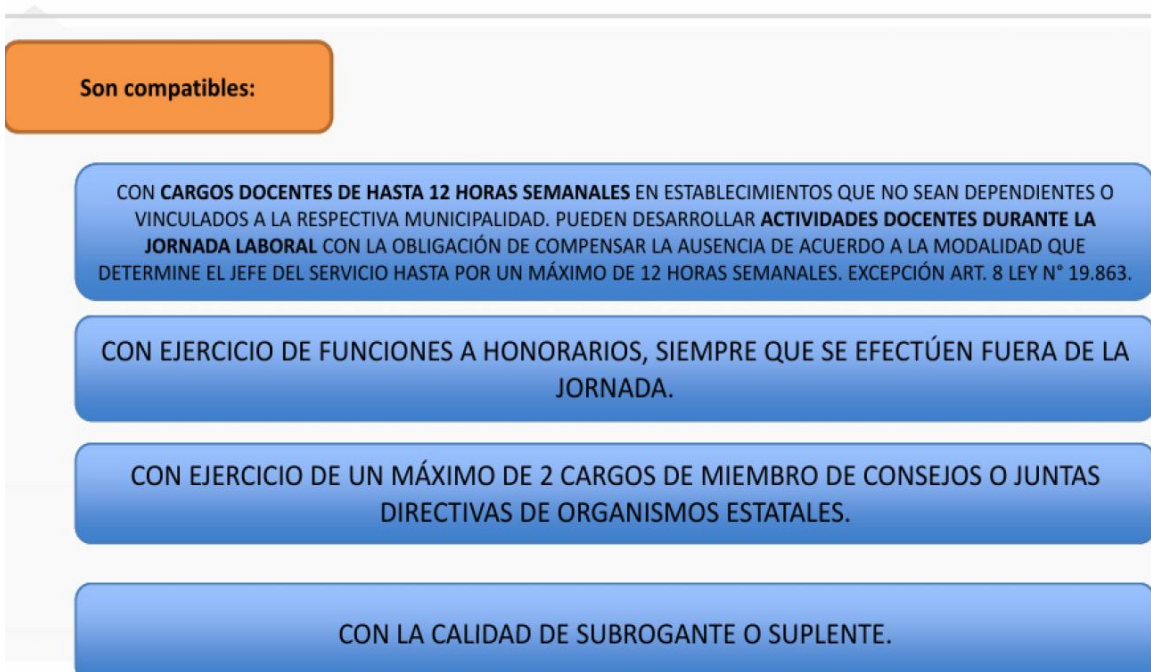 Son compatibles:
CON CARGOS DOCENTES DE HASTA 12 HORAS SEMANALES EN ESTABLECIMIENTOS QUE NO SEAN DEPENDIENTES O
VINCULADOS A LA RESPECTIVA MUNICIPALIDAD. PUEDEN DESARROLLAR ACTIVIDADES DOCENTES DURANTE LA
JORNADA LABORAL CON LA OBLIGACIÓN DE COMPENSAR LA AUSENCIA DE ACUERDO A LA MODALIDAD QUE
DETERMINE EL JEFE DEL SERVICIO HASTA POR UN MÁXIMO DE 12 HORAS SEMANALES. EXCEPCIÓN ART. 8 LEY N° 19.863.
CON EJERCICIO DE FUNCIONES A HONORARIOS, SIEMPRE QUE SE EFECTÚEN FUERA DE LA
JORNADA.
CON EJERCICIO DE UN MÁXIMO DE 2 CARGOS DE MIEMBRO DE CONSEJOS O JUNTAS
DIRECTIVAS DE ORGANISMOS ESTATALES.
CON LA CALIDAD DE SUBROGANTE O SUPLENTE.